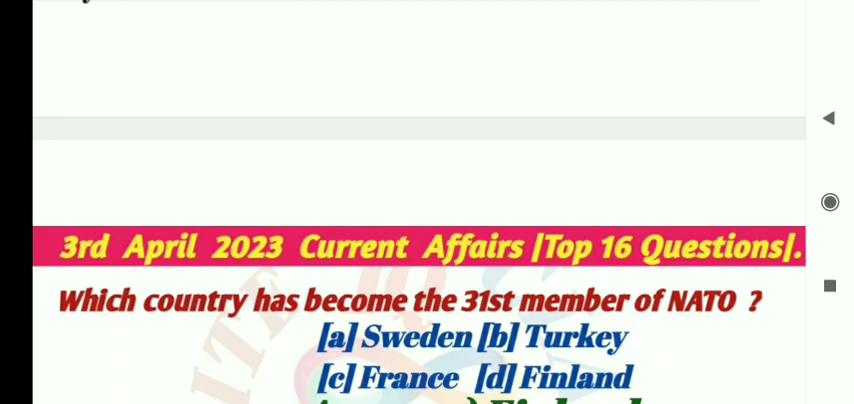 3rd April 2023 Current Affairs |Top 16 Questions|.
Which country has become the 31st member of NATO ?
[a] Sweden [b] Turkey
[c] France [d] Finland